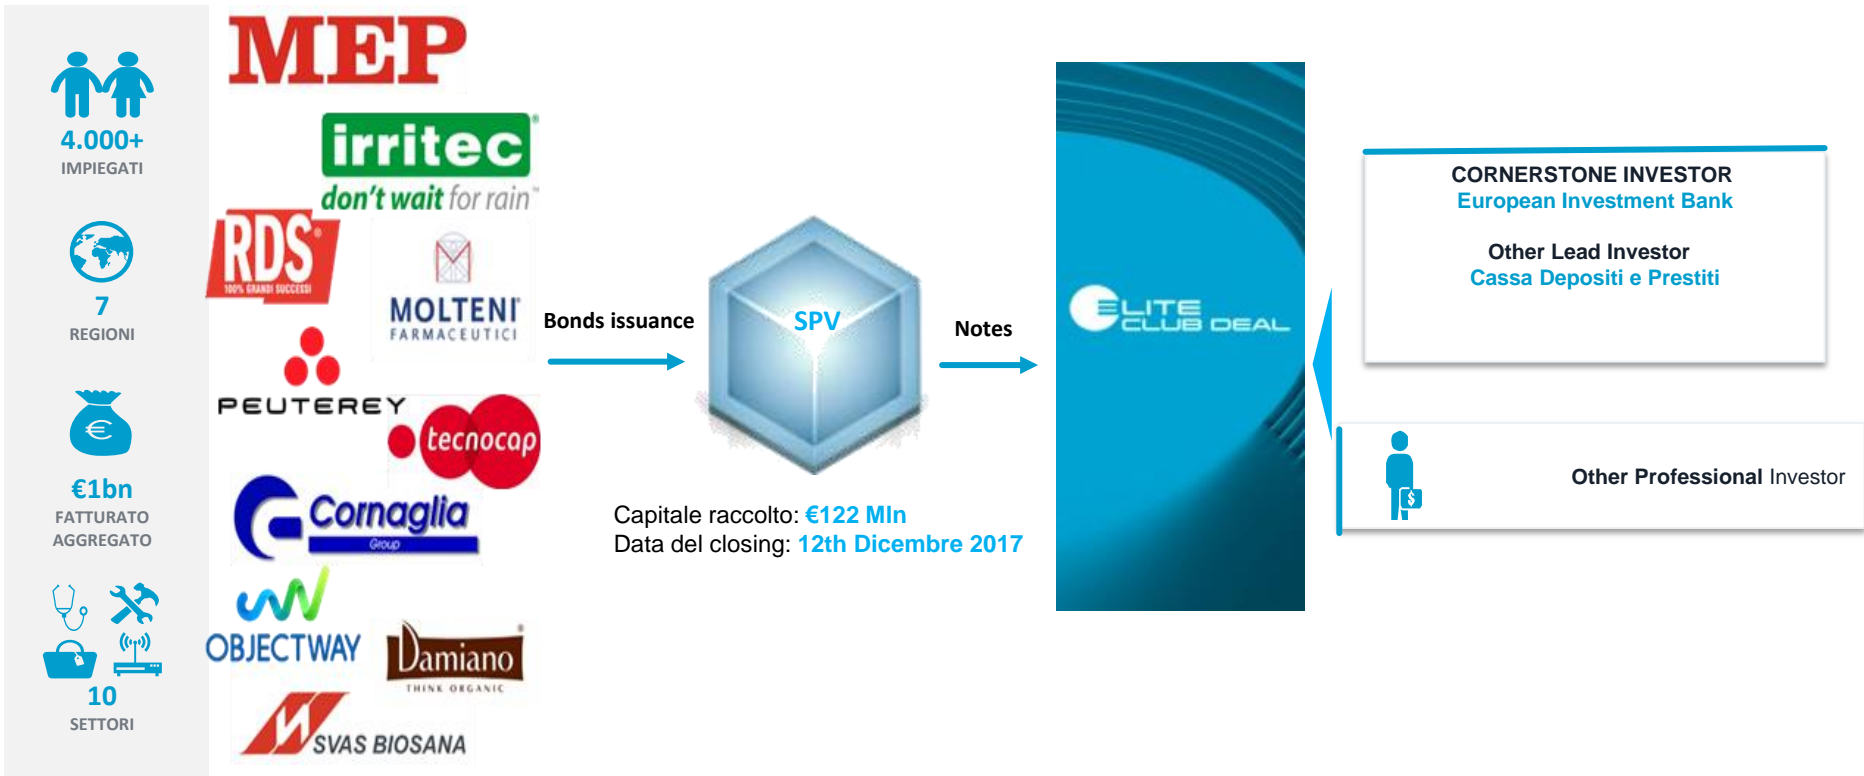 4.000+
IMPIEGATI
7
REGIONI
€1bn
FATTURATO
AGGREGATO
10
SETTORI
MEP
irritec®
don't wait for rain™
RDS®
100% GRANDI SUCCESSI
MOLTENI
FARMACEUTICI
PEUTEREY
tecnocap
Cornaglia
Group
OBJECTWAY
Damiano®
THINK ORGANIC
SVAS BIOSANA
Bonds issuance
SPV
Notes
Capitale raccolto: €122 Mln
Data del closing: 12th Dicembre 2017
ELITE
CLUB DEAL
CORNERSTONE INVESTOR
European Investment Bank
Other Lead Investor
Cassa Depositi e Prestiti
$
Other Professional Investor